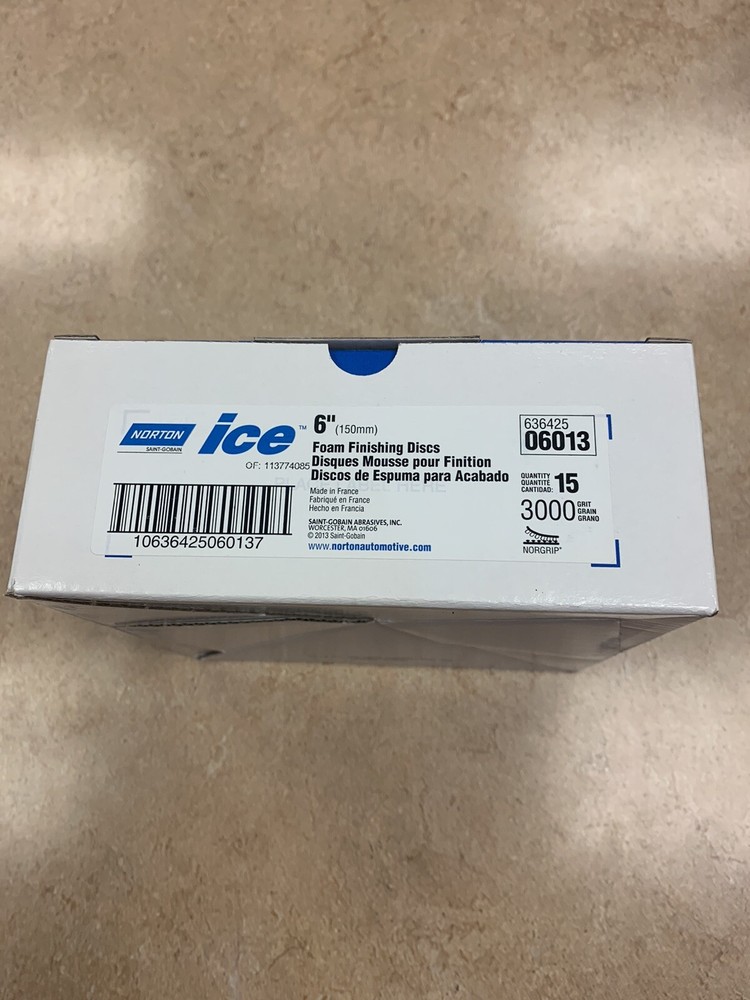 NORTON
SAINT-GOBAIN
ice™
OF: 113774085
10636425060137
6" (150mm)
Foam Finishing Discs
Disques Mousse pour Finition
Discos de Espuma para Acabado
Made in France
Fabriqué en France
Hecho en Francia
SAINT-GOBAIN ABRASIVES, INC.
WORCESTER, MA 01606
© 2013 Saint-Gobain
www.nortonautomotive.com
636425
06013
QUANTITY
QUANTITÉ
CANTIDAD: 15
3000 GRIT
GRAIN
GRANO
NORGRIP®